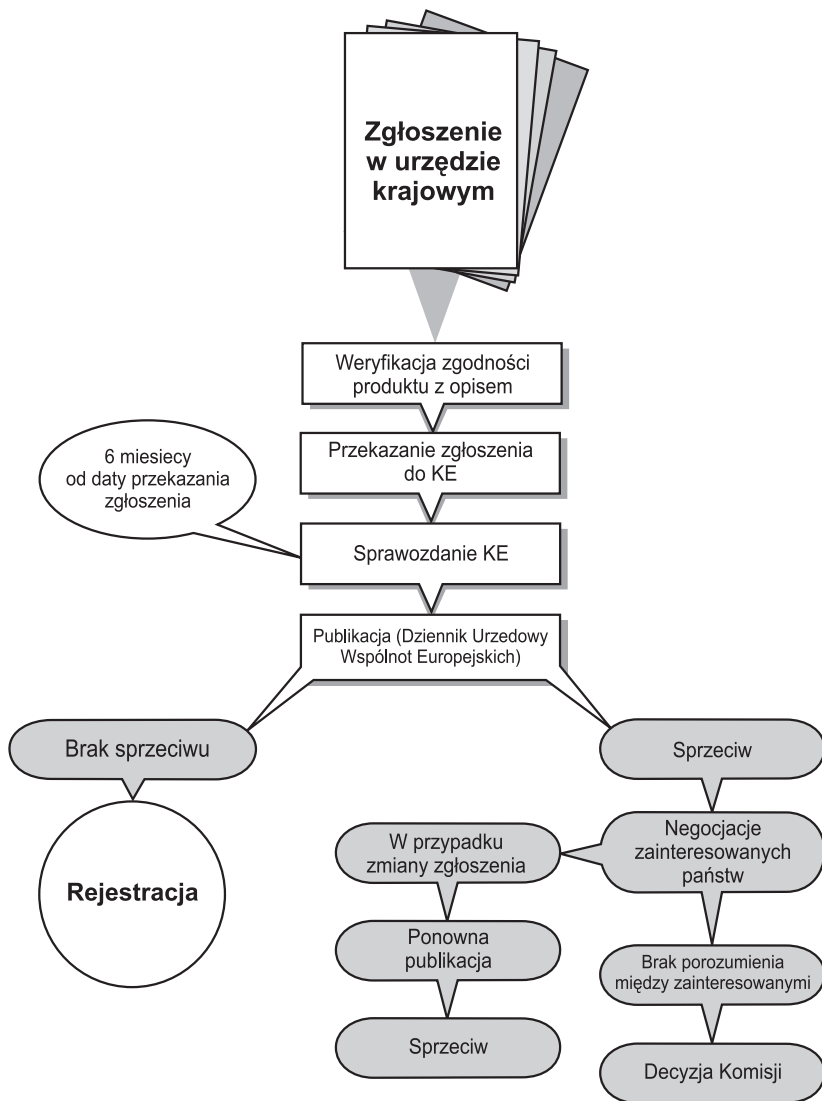 Zgłoszenie
w urzędzie
krajowym
Weryfikacja zgodności
produktu z opisem
Przekazanie zgłoszenia
do KE
6 miesiecy
od daty przekazania
zgłoszenia
Sprawozdanie KE
Publikacja (Dziennik Urzedowy
Wspólnot Europejskich)
Brak sprzeciwu
Rejestracja
Sprzeciw
Negocjacje
zainteresowanych
państw
W przypadku
zmiany zgłoszenia
Ponowna
publikacja
Sprzeciw
Brak porozumienia
między zainteresowanymi
Decyzja Komisji